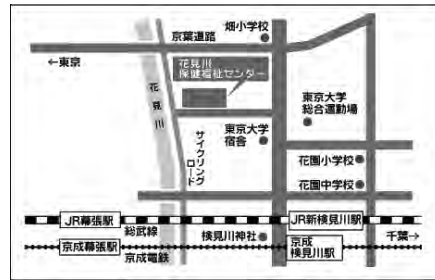 畑小学校
京葉道路
←東京
花見川
保健福祉センター
花見川
サイクリング
ロード
東京大学
総合運動場
東京大学
宿舎
花園小学校
花園中学校
JR幕張駅
JR新検見川駅
総武線
検見川神社
千葉→
京成幕張駅
京成
検見川駅
京成電鉄